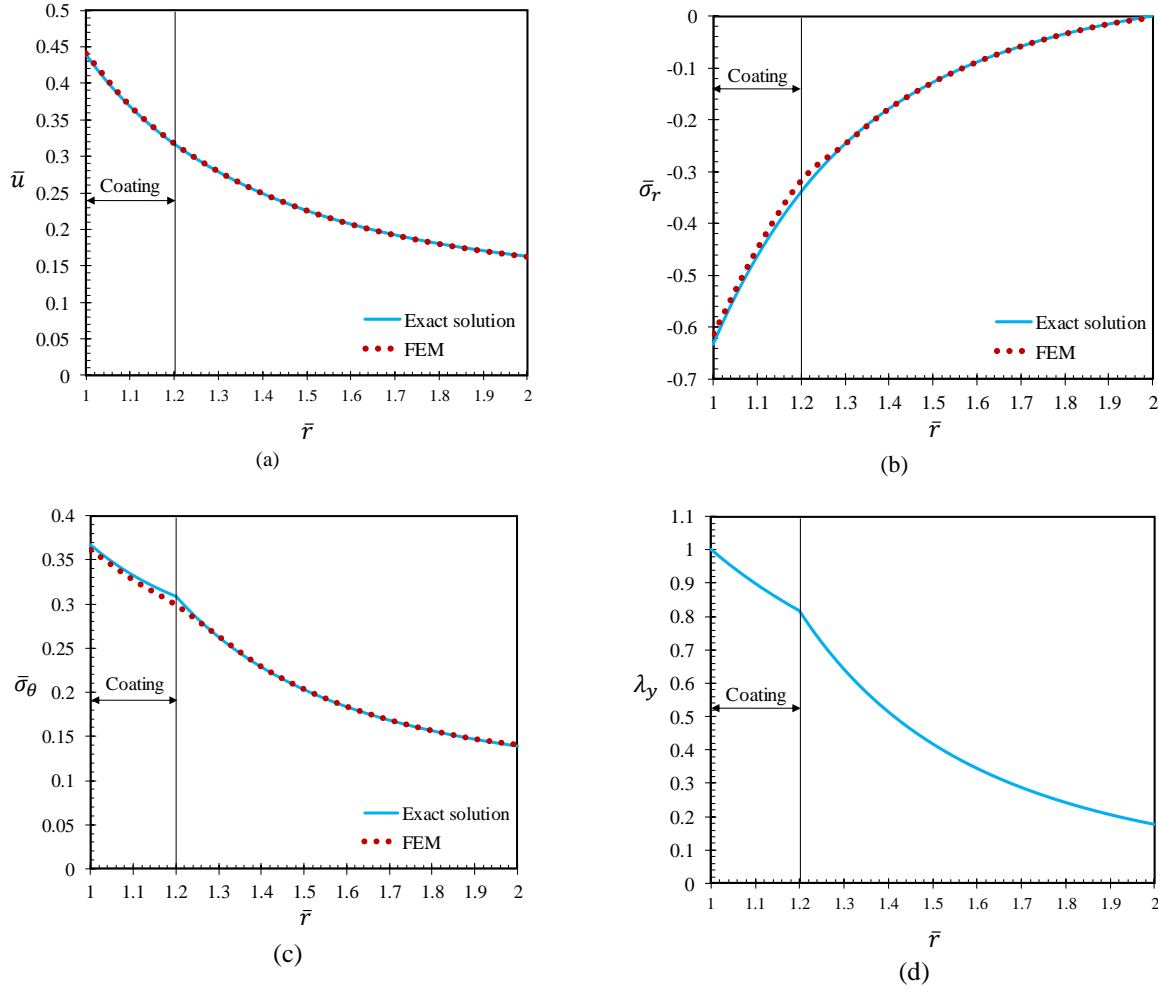 0.5
0.45
0.4
0.35
0.3
0.25
0.2
0.15
0.1
0.05
0
ū
Coating
Exact solution
FEM
1 1.1 1.2 1.3 1.4 1.5 1.6 1.7 1.8 1.9 2
r̄
(a)
0
-0.1
-0.2
-0.3
-0.4
-0.5
-0.6
-0.7
σ̄r
Coating
Exact solution
FEM
1 1.1 1.2 1.3 1.4 1.5 1.6 1.7 1.8 1.9 2
r̄
(b)
0.4
0.35
0.3
0.25
0.2
0.15
0.1
0.05
0
σ̄θ
Coating
Exact solution
FEM
1 1.1 1.2 1.3 1.4 1.5 1.6 1.7 1.8 1.9 2
r̄
(c)
1.1
1
0.9
0.8
0.7
0.6
0.5
0.4
0.3
0.2
0.1
0
λy
Coating
1 1.1 1.2 1.3 1.4 1.5 1.6 1.7 1.8 1.9 2
r̄
(d)